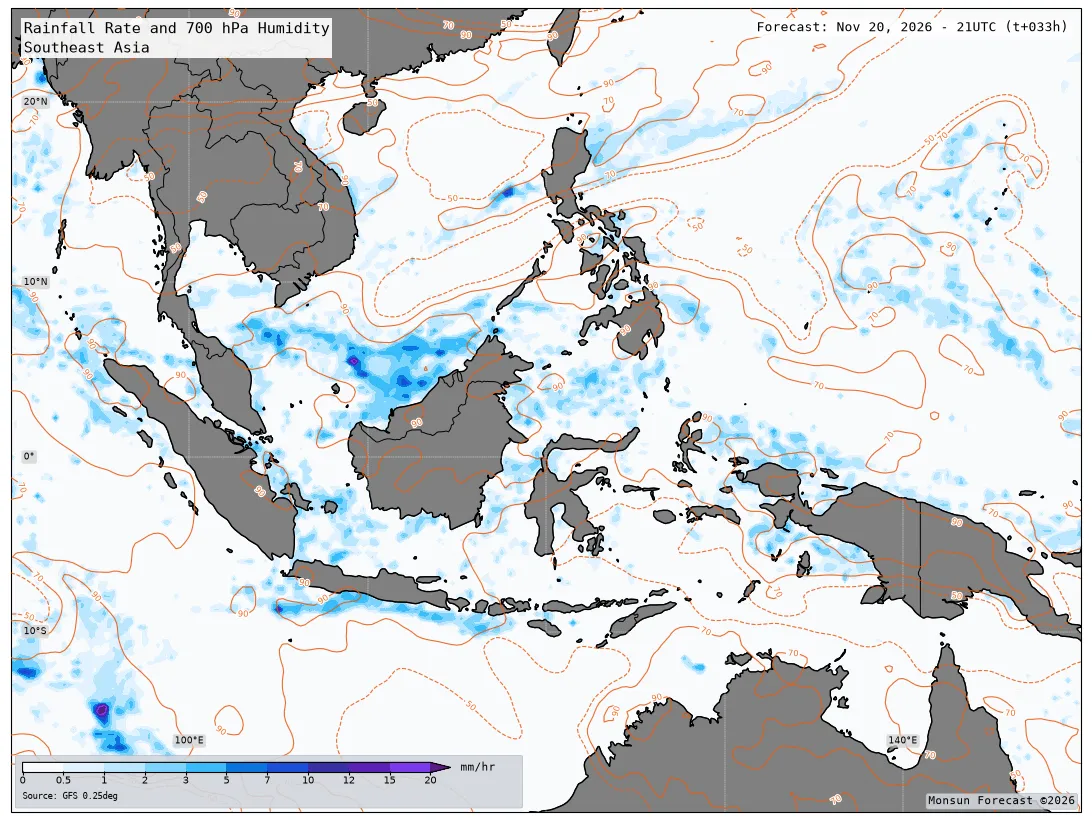 Rainfall Rate and 700 hPa Humidity
Southeast Asia
Forecast: Nov 20, 2026 - 21UTC (t+033h)
20°N
10°N
0°
10°S
100°E
140°E
mm/hr
0 0.5 1 2 3 5 7 10 12 15 20
Source: GFS 0.25deg
Monsun Forecast ©2026